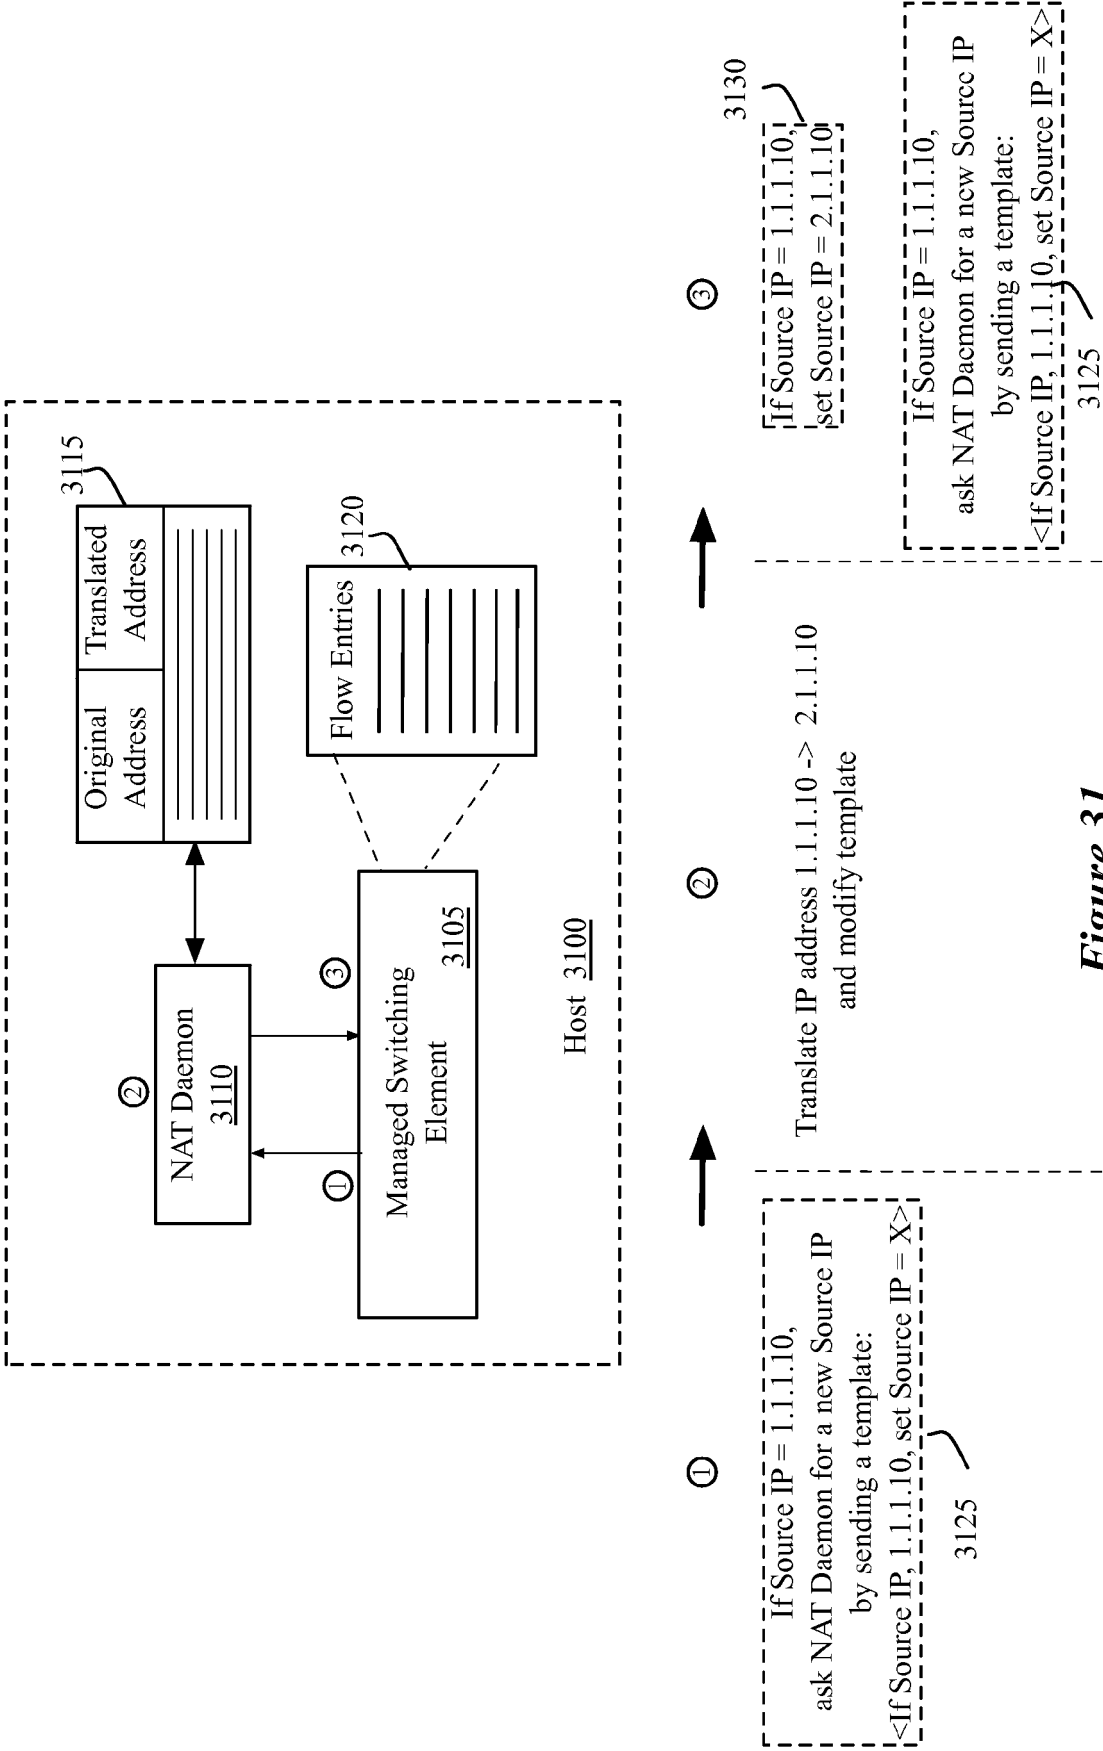 3115
Original
Address
Translated
Address
②
NAT Daemon
3110
3120
Flow Entries
①
③
Managed Switching
Element
3105
Host 3100
①
②
③
If Source IP = 1.1.1.10,
ask NAT Daemon for a new Source IP
by sending a template:
<If Source IP, 1.1.1.10, set Source IP = X>
3125
Translate IP address 1.1.1.10 -> 2.1.1.10
and modify template
3130
If Source IP = 1.1.1.10,
set Source IP = 2.1.1.10
If Source IP = 1.1.1.10,
ask NAT Daemon for a new Source IP
by sending a template:
<If Source IP, 1.1.1.10, set Source IP = X>
3125
Figure 31